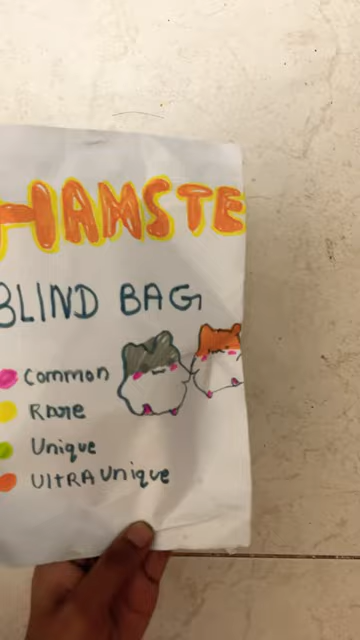 HAMSTE
BLIND BAG
Common
Rare
Unique
UltRA Unique